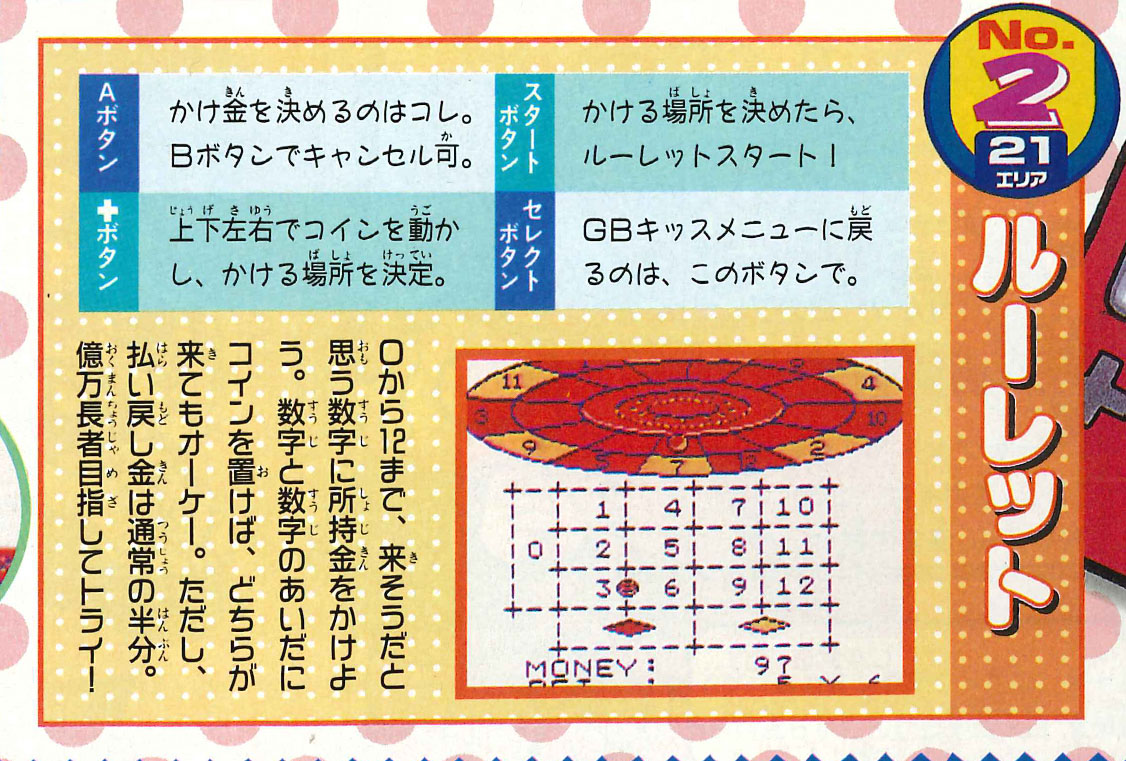 No.
2
21
エリア
ルーレット
Aボタン
かけ金を決めるのはコレ。
Bボタンでキャンセル可。
スタートボタン
かける場所を決めたら、
ルーレットスタート!
✚ボタン
上下左右でコインを動か
し、かける場所を決定。
セレクトボタン
GBキッスメニューに戻
るのは、このボタンで。
0から12まで、来そうだと
思う数字に所持金をかけよ
う。数字と数字のあいだに
コインを置けば、どちらが
来てもオーケー。ただし、
払い戻し金は通常の半分。
億万長者目指してトライ!
11
4
3
10
9
2
5
7
12
1 4 7 10
0 2 5 8 11
3 6 9 12
MONEY: 97